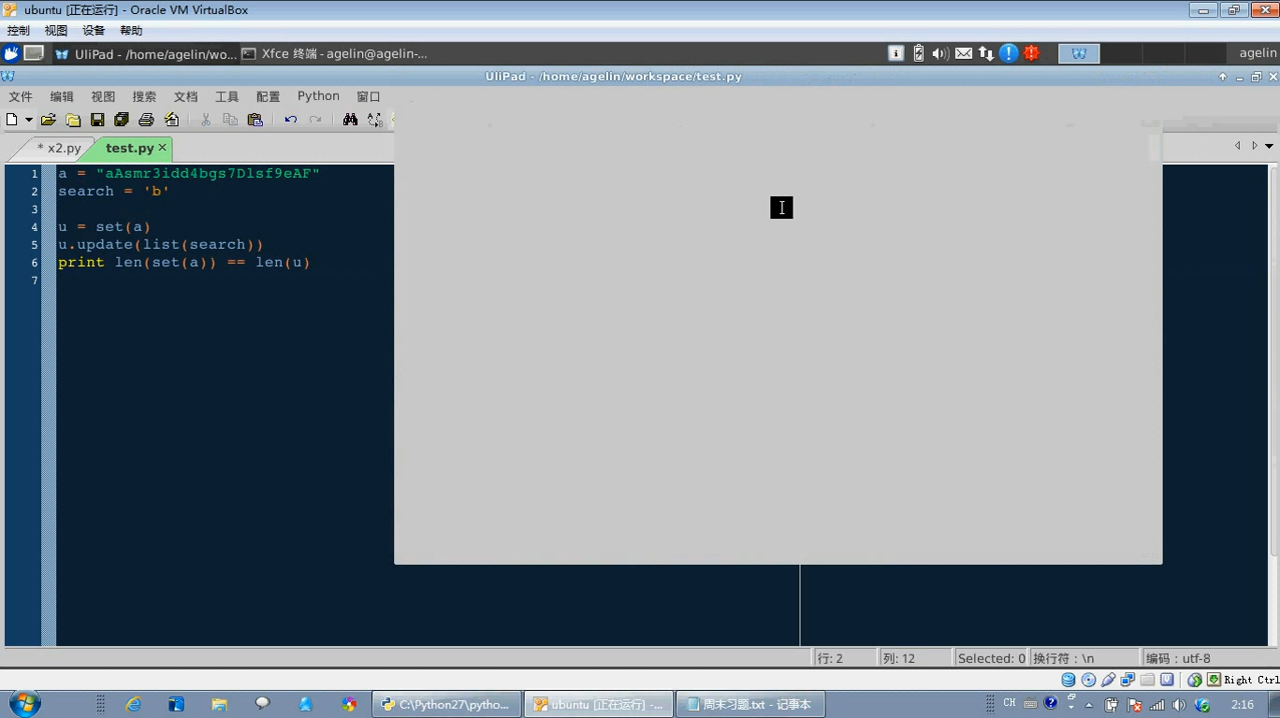 ubuntu [正在运行] - Oracle VM VirtualBox
控制 视图 设备 帮助
UliPad - /home/agelin/wo... Xfce 终端 - agelin@agelin-... agelin
UliPad - /home/agelin/workspace/test.py
文件 编辑 视图 搜索 文档 工具 配置 Python 窗口
* x2.py test.py
1 a = "aAsmr3idd4bgs7Dlsf9eAF"
2 search = 'b'
3
4 u = set(a)
5 u.update(list(search))
6 print len(set(a)) == len(u)
7
行: 2 列: 12 Selected: 0 换行符：\n 编码：utf-8
Right Ctrl
C:\Python27\pytho... ubuntu [正在运行] -... 周末习题.txt - 记事本 CH 2:16